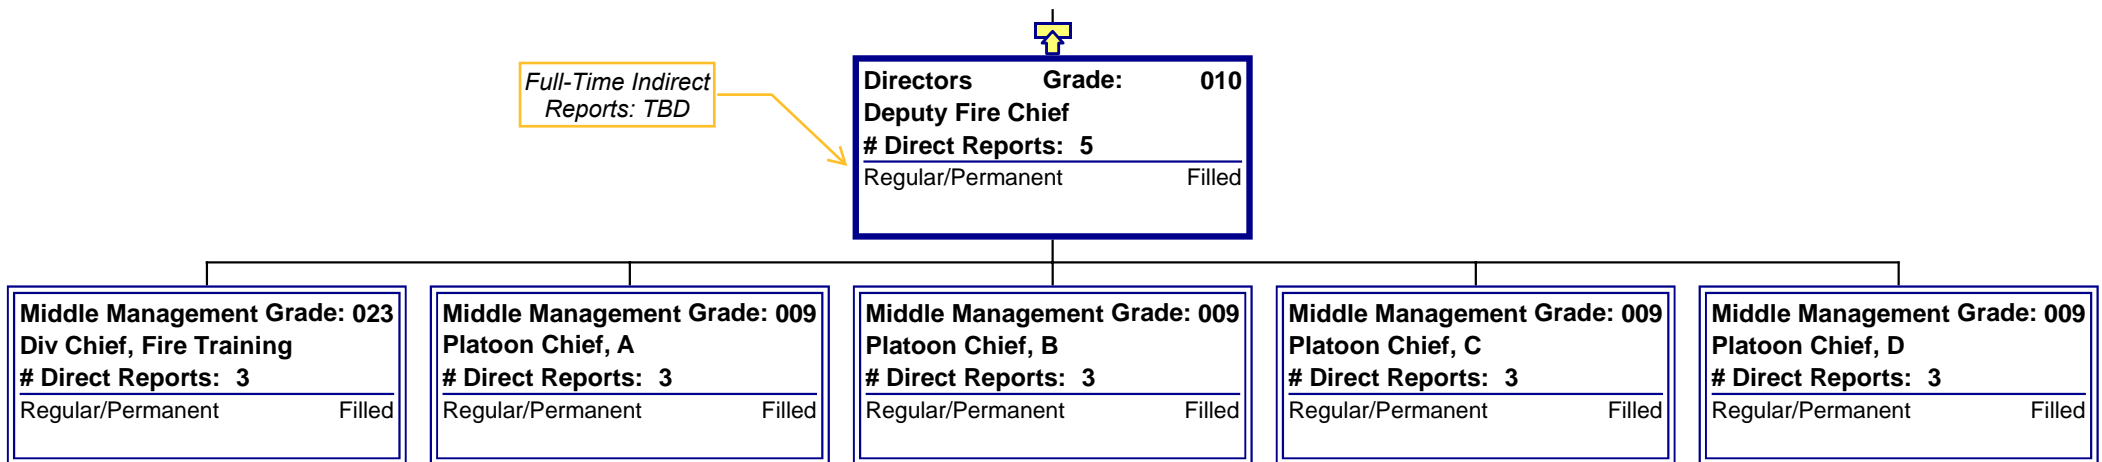 Full-Time Indirect
Reports: TBD
Directors Grade: 010
Deputy Fire Chief
# Direct Reports: 5
Regular/Permanent Filled
Middle Management Grade: 023
Div Chief, Fire Training
# Direct Reports: 3
Regular/Permanent Filled
Middle Management Grade: 009
Platoon Chief, A
# Direct Reports: 3
Regular/Permanent Filled
Middle Management Grade: 009
Platoon Chief, B
# Direct Reports: 3
Regular/Permanent Filled
Middle Management Grade: 009
Platoon Chief, C
# Direct Reports: 3
Regular/Permanent Filled
Middle Management Grade: 009
Platoon Chief, D
# Direct Reports: 3
Regular/Permanent Filled